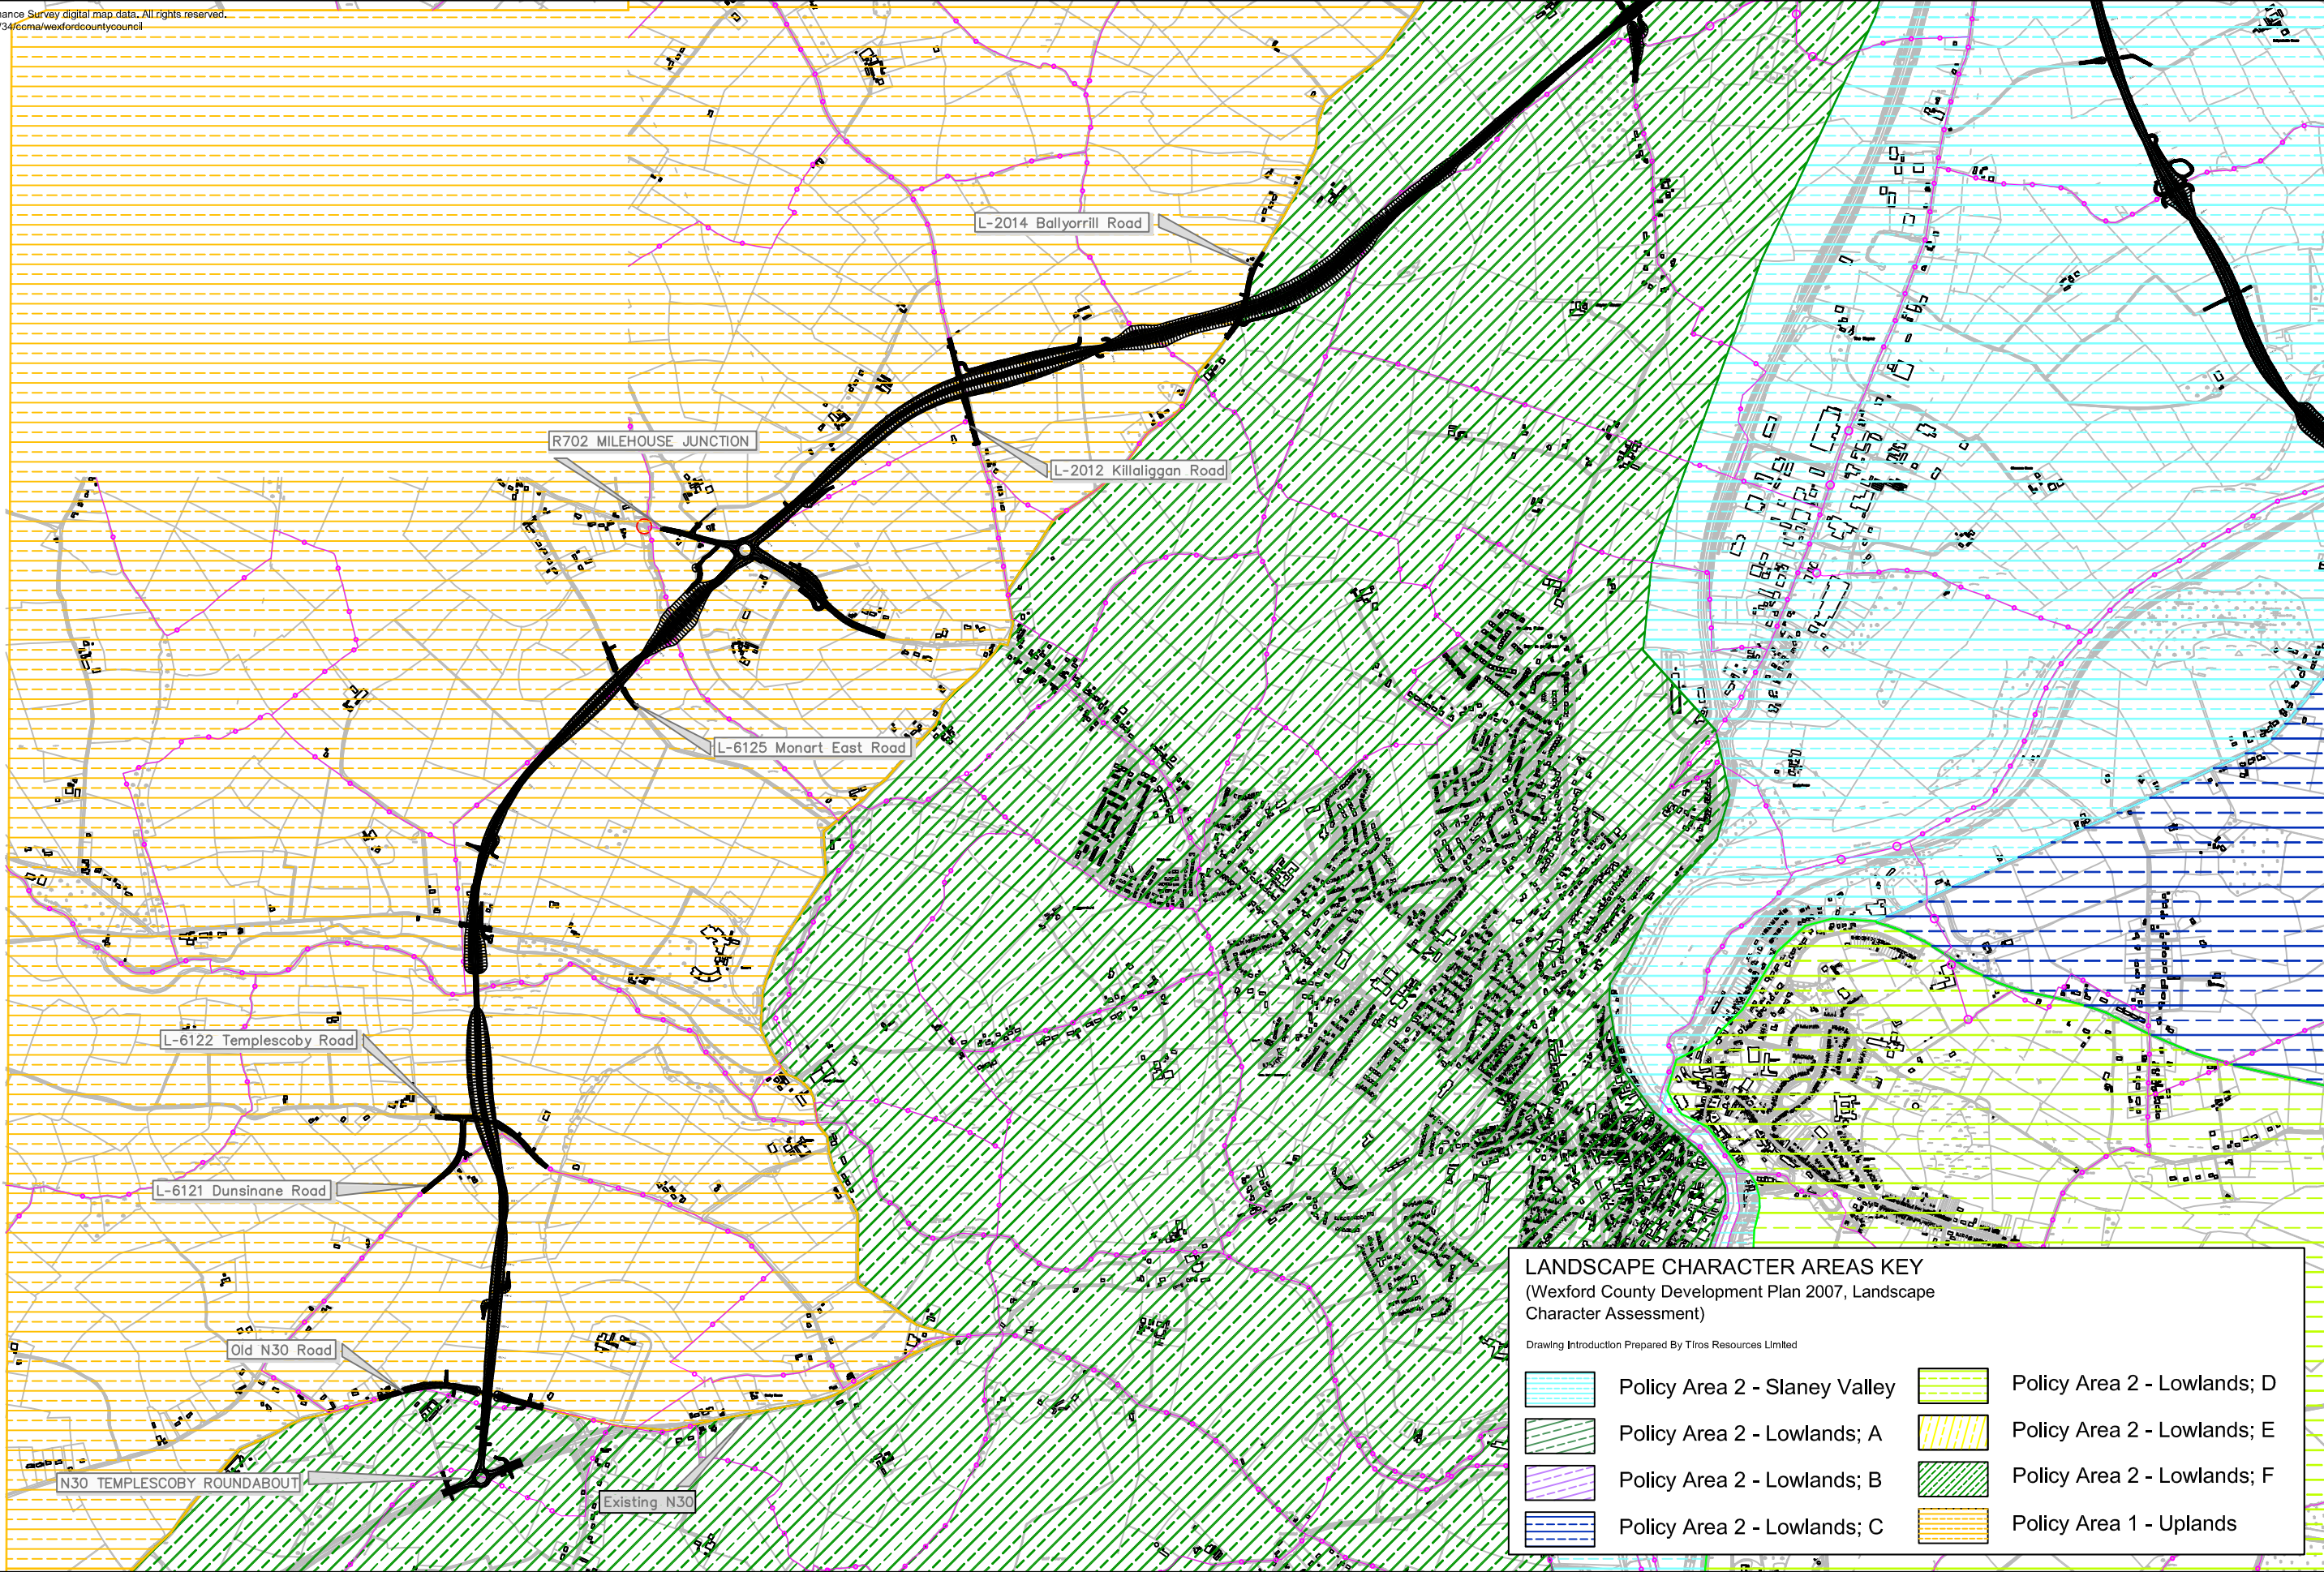 nance Survey digital map data. All rights reserved.
/34/ccma/wexfordcountycouncil
L-2014 Ballyorrill Road
R702 MILEHOUSE JUNCTION
L-2012 Killaliggan Road
L-6125 Monart East Road
L-6122 Templescoby Road
L-6121 Dunsinane Road
Old N30 Road
N30 TEMPLESCOBY ROUNDABOUT
Existing N30
LANDSCAPE CHARACTER AREAS KEY
(Wexford County Development Plan 2007, Landscape
Character Assessment)
Drawing Introduction Prepared By Tiros Resources Limited
Policy Area 2 - Slaney Valley
Policy Area 2 - Lowlands; A
Policy Area 2 - Lowlands; B
Policy Area 2 - Lowlands; C
Policy Area 2 - Lowlands; D
Policy Area 2 - Lowlands; E
Policy Area 2 - Lowlands; F
Policy Area 1 - Uplands